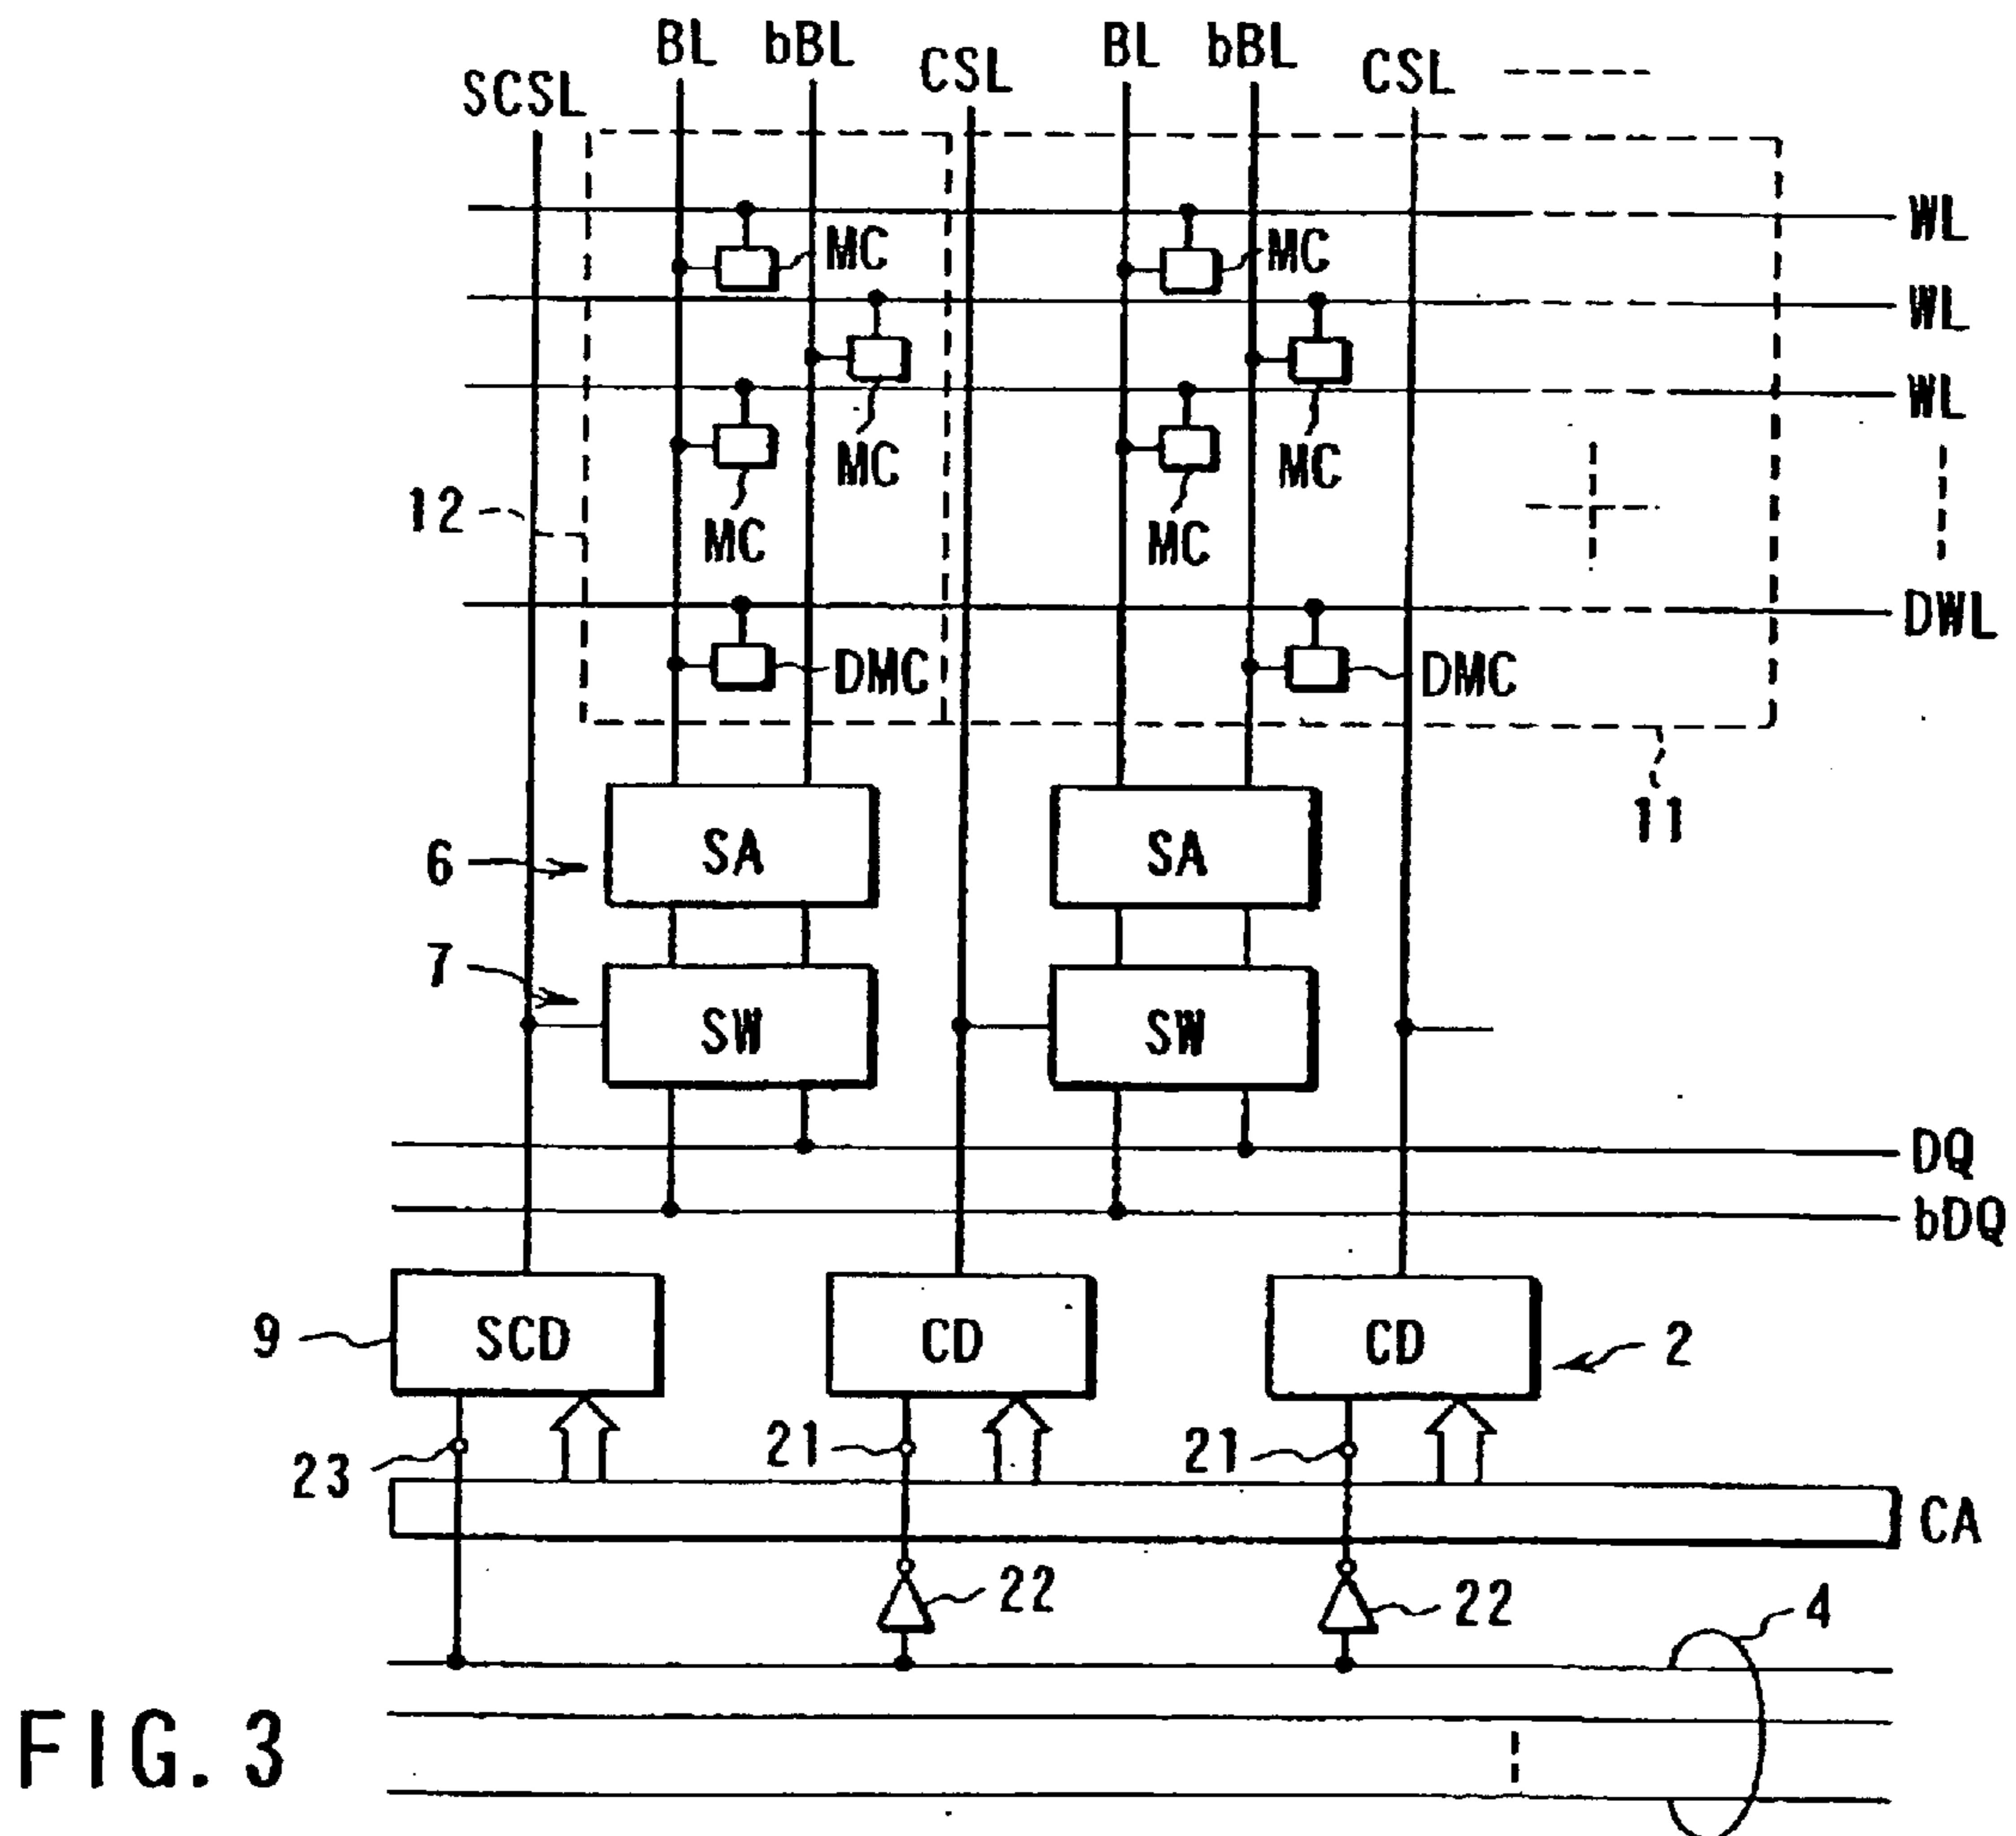 BL bBL BL bBL
SCSL CSL CSL
WL
MC MC
WL
WL
MC MC
12
MC MC
DWL
DMC DMC
11
6 SA SA
7
SW SW
DQ
bDQ
9 SCD CD CD 2
23 21 21
CA
22 22
4
FIG. 3